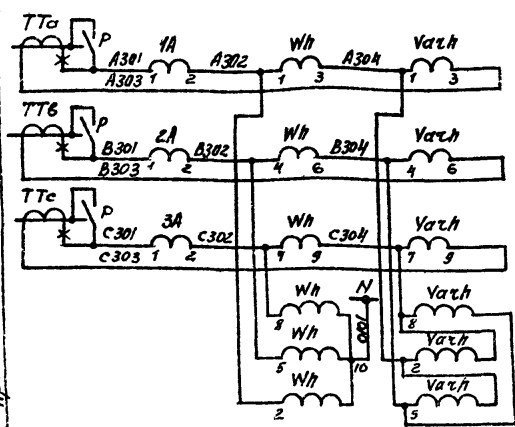 TTa P 1A Wh Varh
A301 A302 A304
A303 1 2 1 3 1 3
TTв P 2A Wh Varh
B301 B302 B304
B303 1 2 4 6 4 6
TTc P 3A Wh Varh
C301 C302 C304
C303 1 2 7 9 7 9
Wh N Varh
8 8
Wh Varh
5 10 2
Wh Varh
2 5